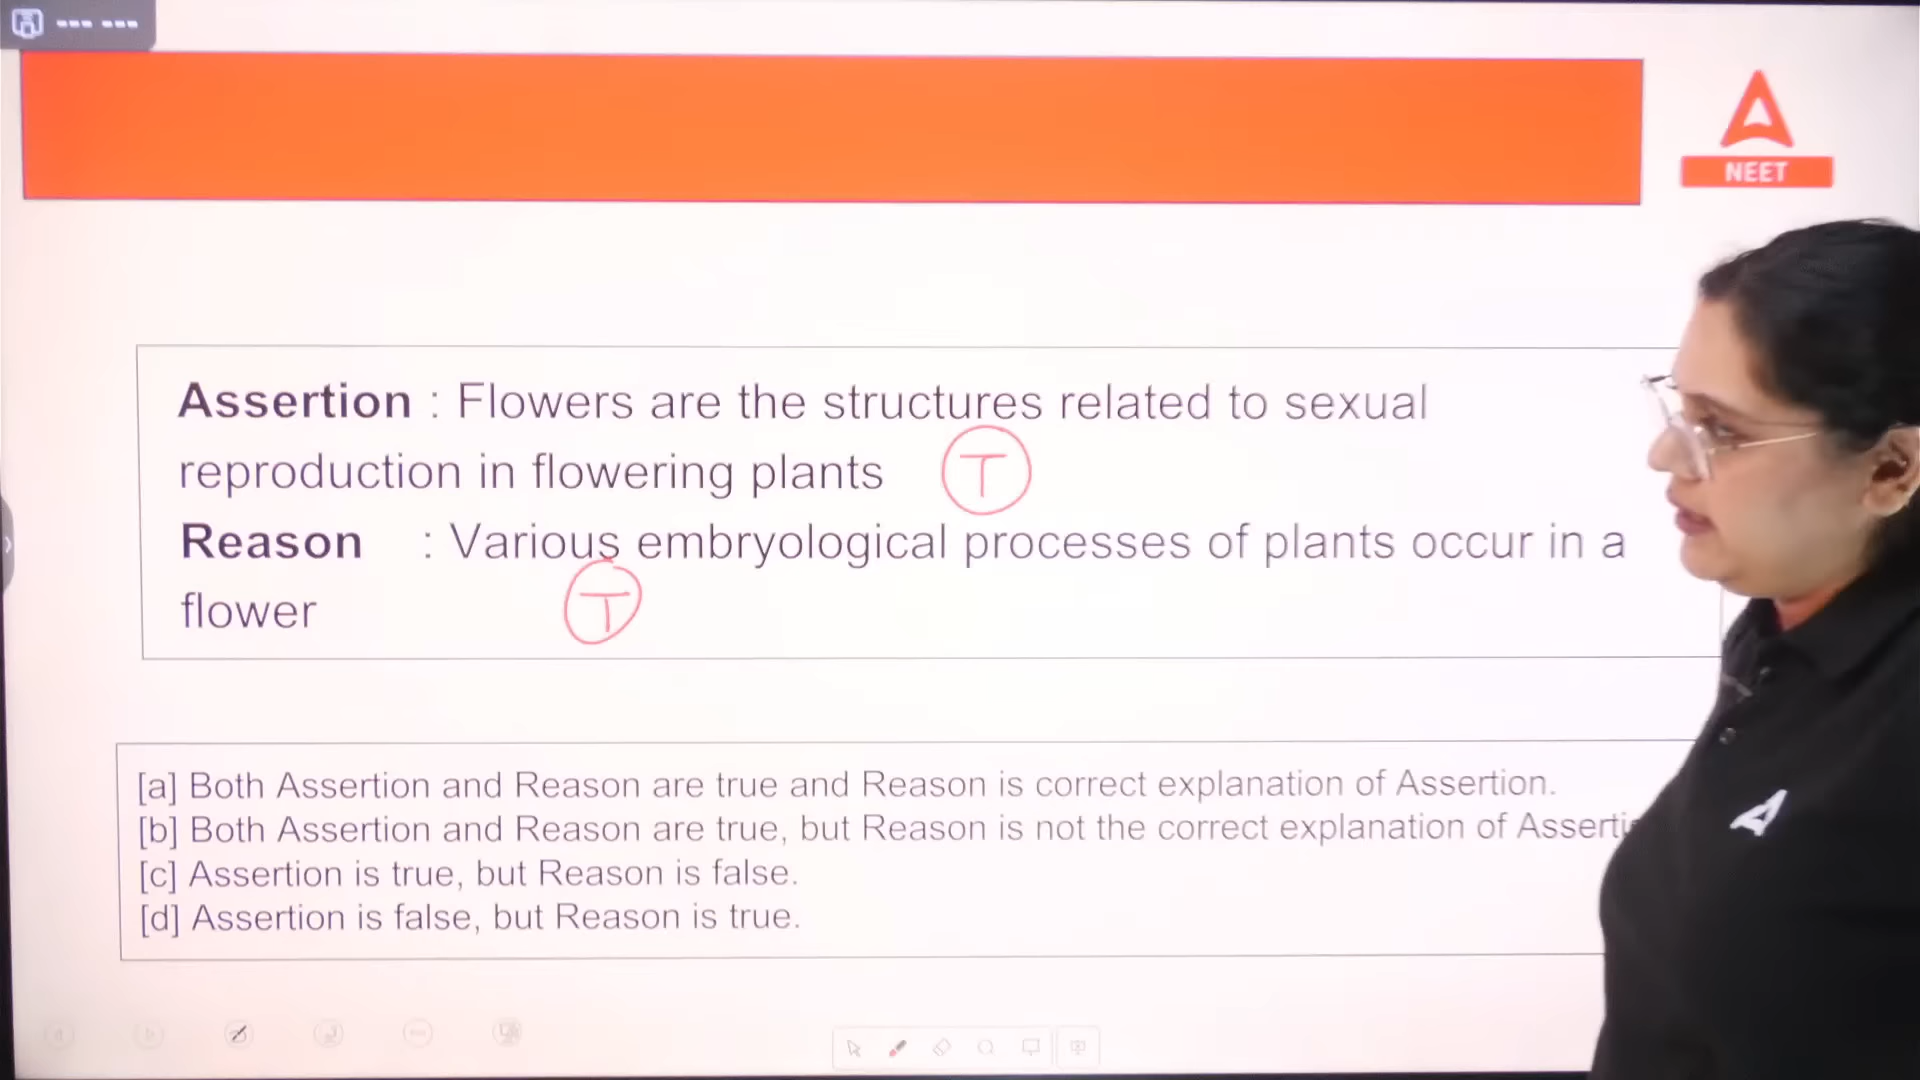 NEET
Assertion : Flowers are the structures related to sexual
reproduction in flowering plants T
Reason : Various embryological processes of plants occur in a
flower T
[a] Both Assertion and Reason are true and Reason is correct explanation of Assertion.
[b] Both Assertion and Reason are true, but Reason is not the correct explanation of
[c] Assertion is true, but Reason is false.
[d] Assertion is false, but Reason is true.